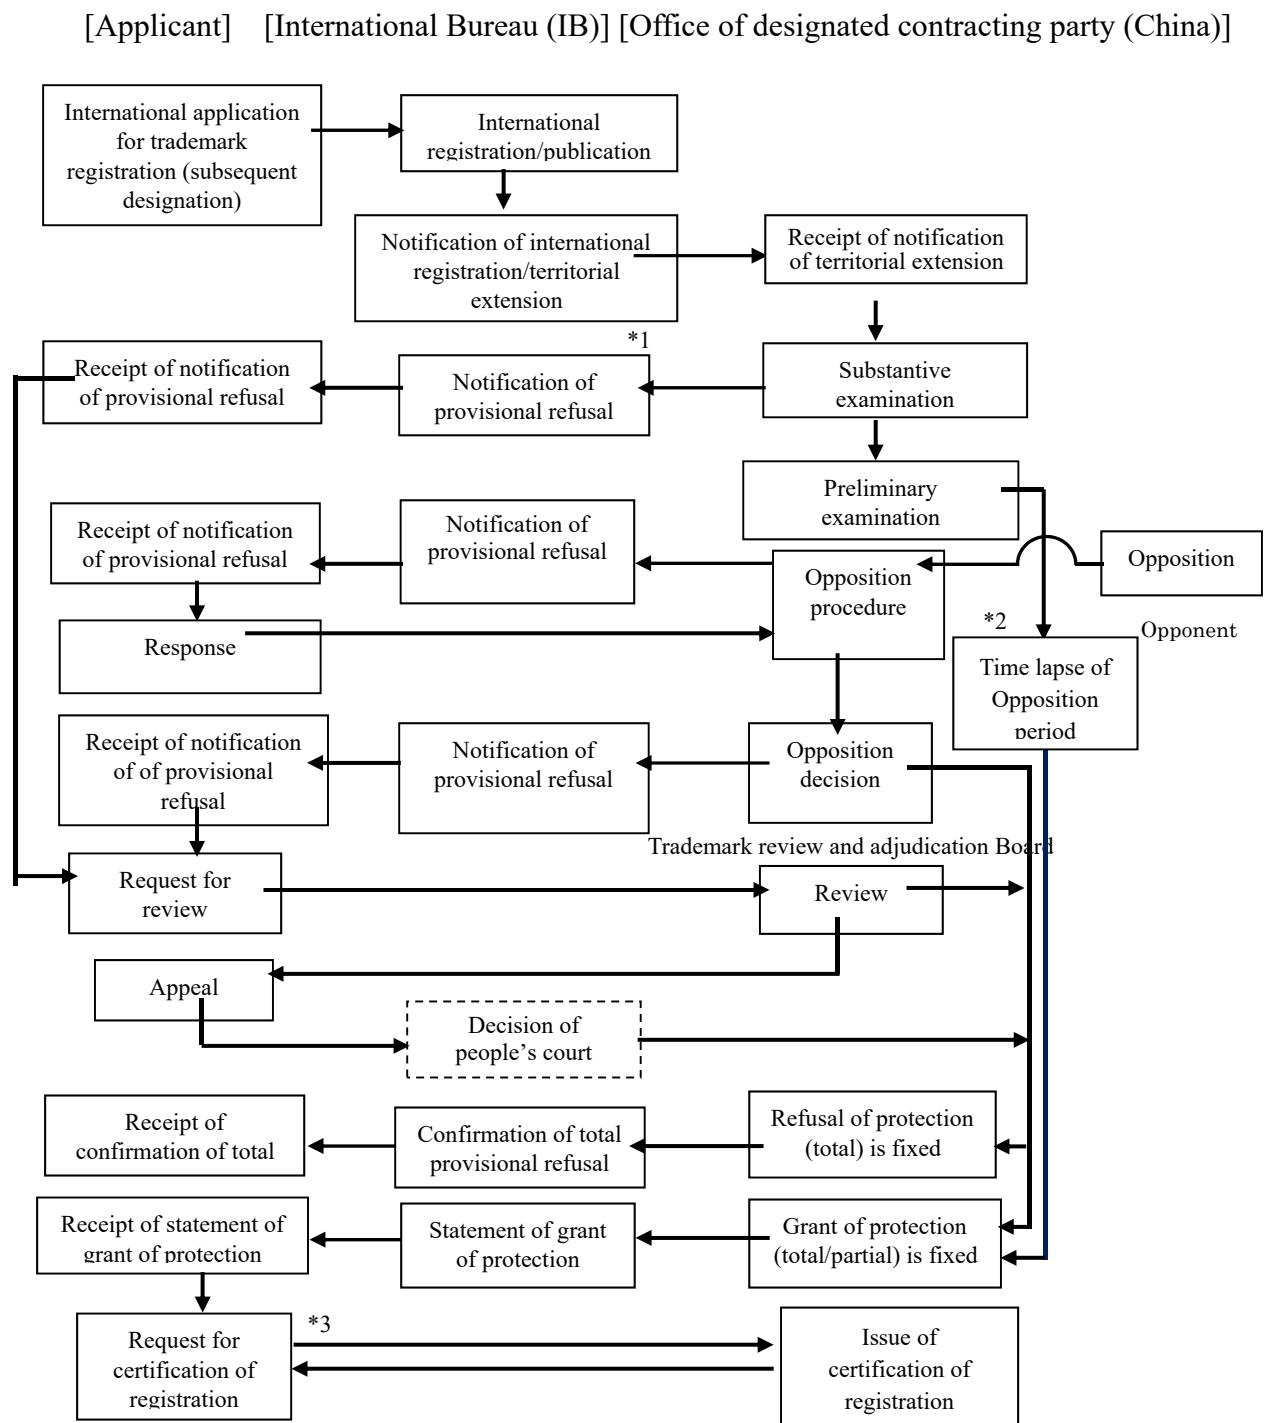 [Applicant] [International Bureau (IB)] [Office of designated contracting party (China)]
International application
for trademark
registration (subsequent
designation)
International
registration/publication
Notification of international
registration/territorial
extension
Receipt of notification
of territorial extension
*1
Receipt of notification
of provisional refusal
Notification of
provisional refusal
Substantive
examination
Preliminary
examination
Receipt of notification
of provisional refusal
Notification of
provisional refusal
Opposition
procedure
Opposition
Opponent
Response
*2
Time lapse of
Opposition
period
Receipt of notification
of of provisional
refusal
Notification of
provisional refusal
Opposition
decision
Trademark review and adjudication Board
Request for
review
Review
Appeal
Decision of
people’s court
Receipt of
confirmation of total
Confirmation of total
provisional refusal
Refusal of protection
(total) is fixed
Receipt of statement of
grant of protection
Statement of grant
of protection
Grant of protection
(total/partial) is fixed
*3
Request for
certification of
registration
Issue of
certification of
registration